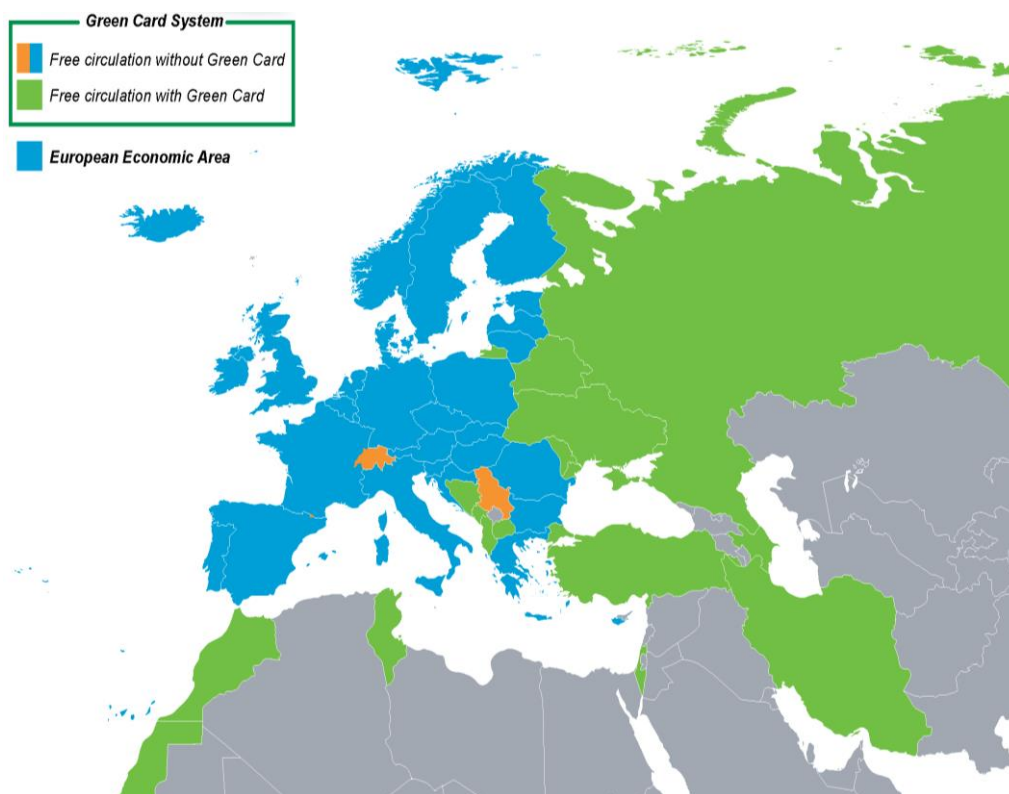 Green Card System
Free circulation without Green Card
Free circulation with Green Card
European Economic Area